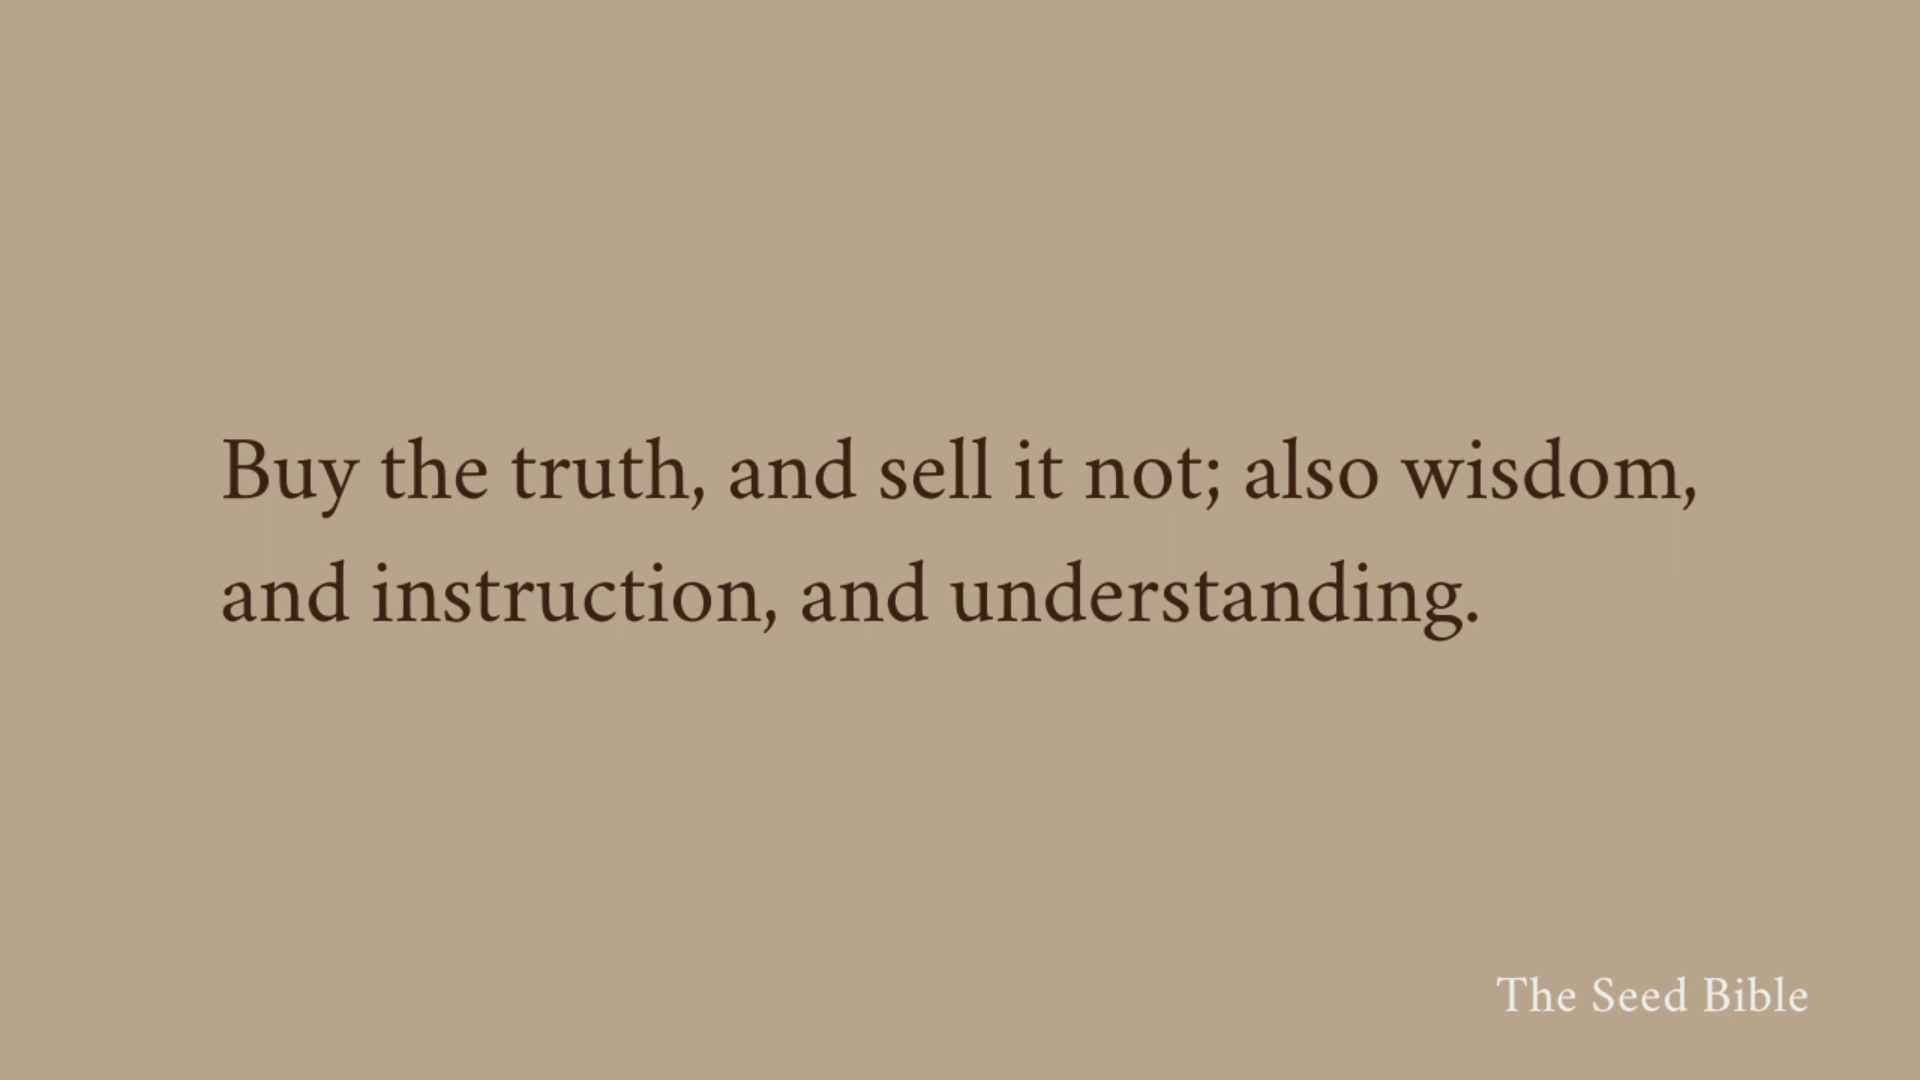 Buy the truth, and sell it not; also wisdom,
and instruction, and understanding.
The Seed Bible